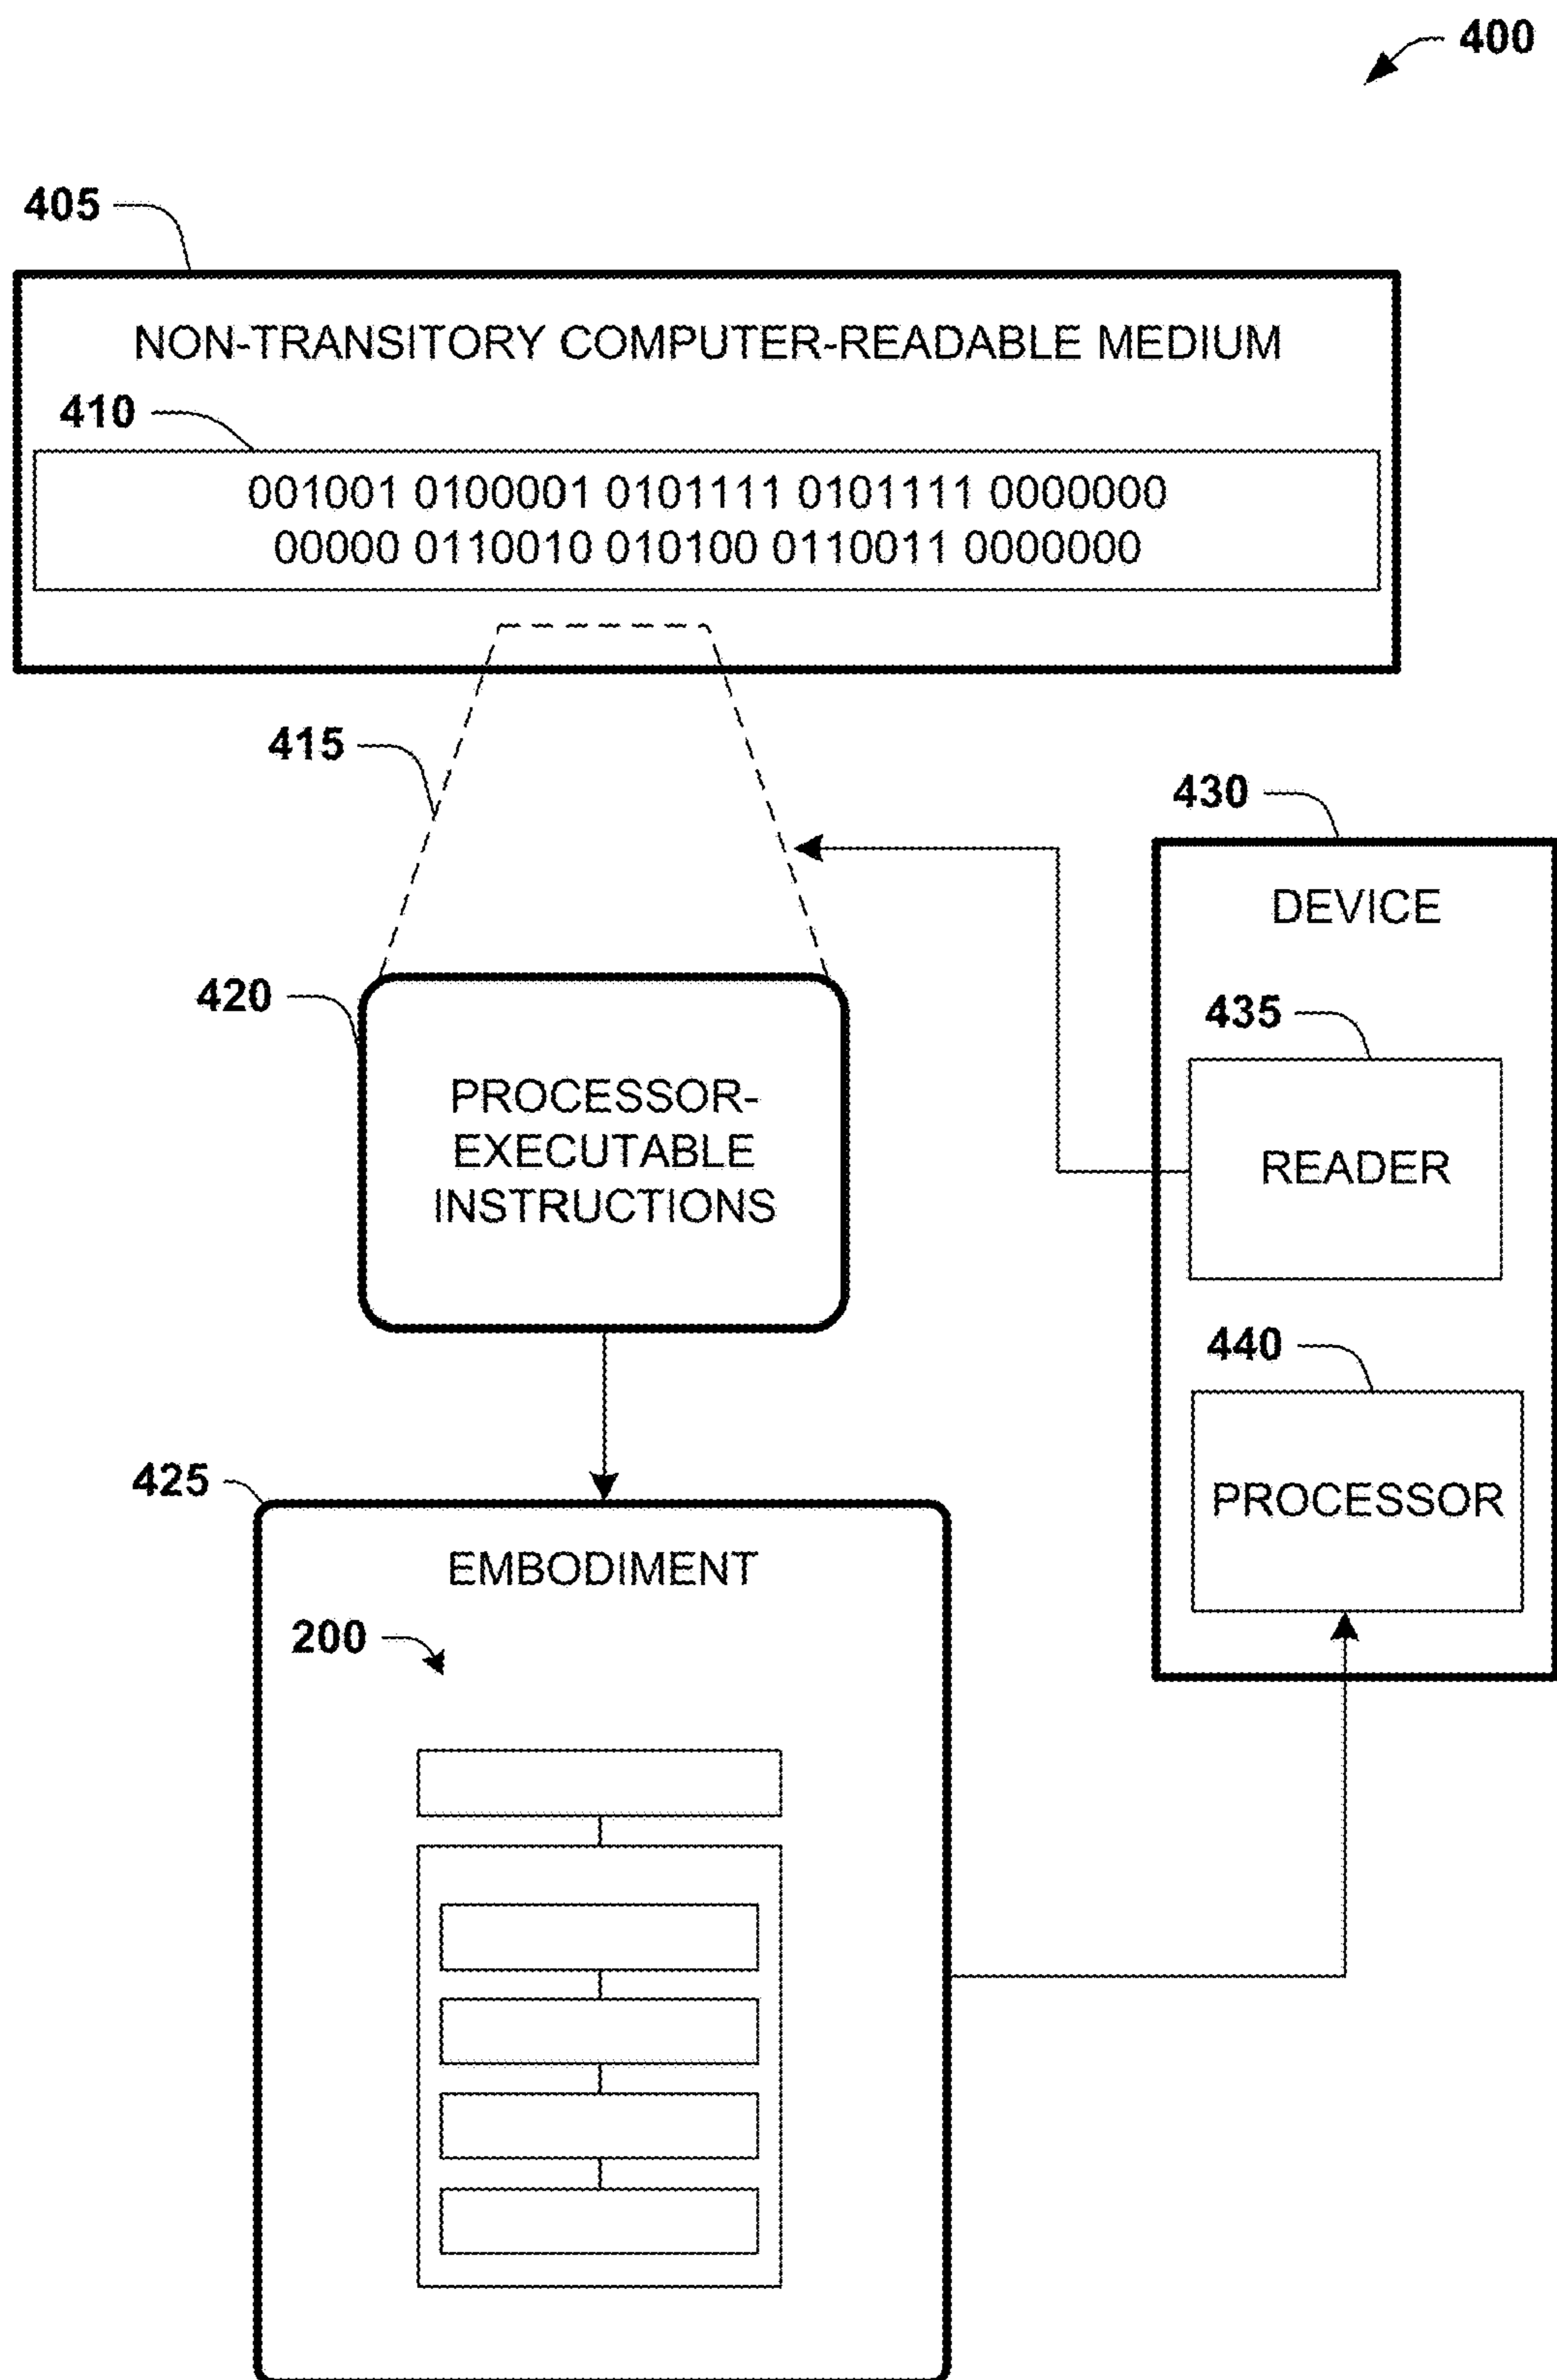 400
405
NON-TRANSITORY COMPUTER-READABLE MEDIUM
410
001001 0100001 0101111 0101111 0000000
00000 0110010 010100 0110011 0000000
415
430
DEVICE
420
435
PROCESSOR-
EXECUTABLE
INSTRUCTIONS
READER
440
425
PROCESSOR
EMBODIMENT
200